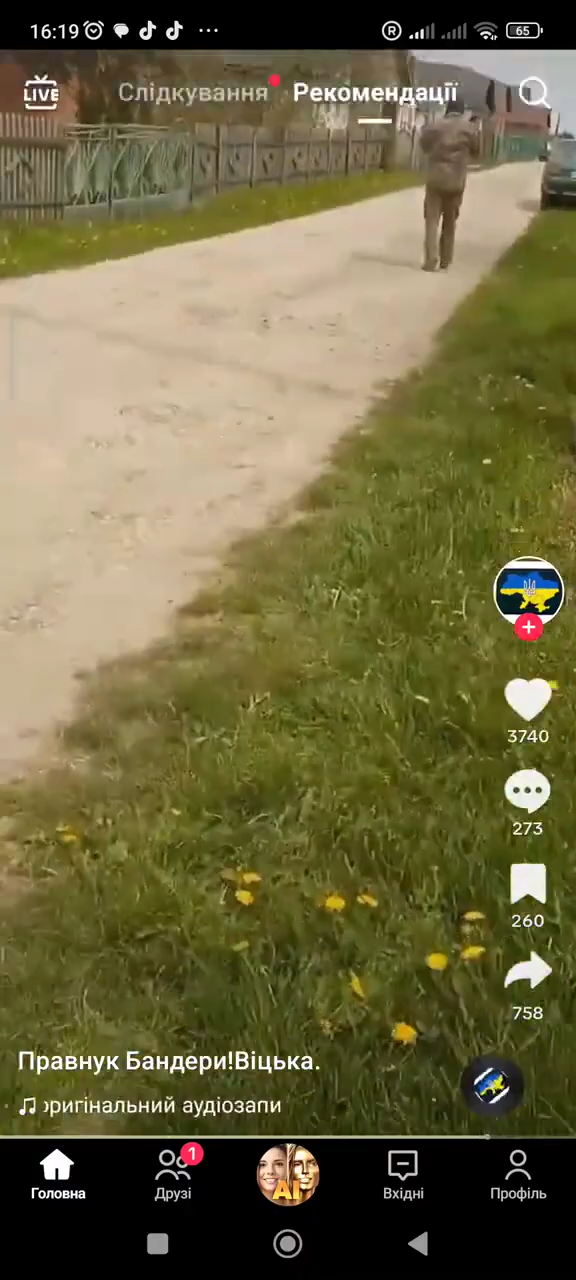 16:19
65
LIVE
Слідкування
Рекомендації
3740
273
260
758
Правнук Бандери!Віцька.
оригінальний аудіозапи
Головна
Друзі
1
AI
Вхідні
Профіль